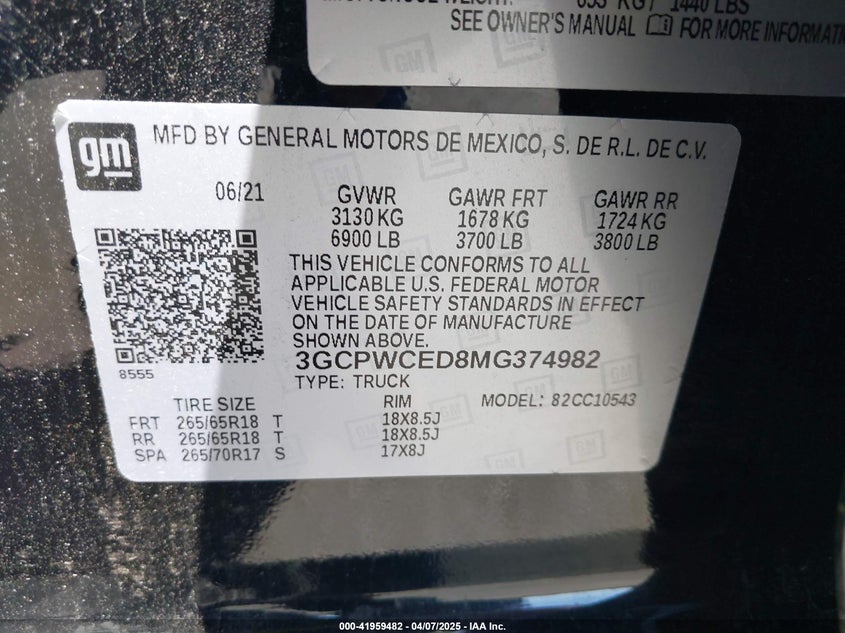 655 KG / 1440 LBS
SEE OWNER'S MANUAL FOR MORE INFORMATI
gm
MFD BY GENERAL MOTORS DE MEXICO, S. DE R.L. DE C.V.
06/21 GVWR GAWR FRT GAWR RR
3130 KG 1678 KG 1724 KG
6900 LB 3700 LB 3800 LB
THIS VEHICLE CONFORMS TO ALL
APPLICABLE U.S. FEDERAL MOTOR
VEHICLE SAFETY STANDARDS IN EFFECT
ON THE DATE OF MANUFACTURE
SHOWN ABOVE.
8555
3GCPWCED8MG374982
TYPE: TRUCK
TIRE SIZE RIM MODEL: 82CC10543
FRT 265/65R18 T 18X8.5J
RR 265/65R18 T 18X8.5J
SPA 265/70R17 S 17X8J
000-41959482 - 04/07/2025 - IAA Inc.